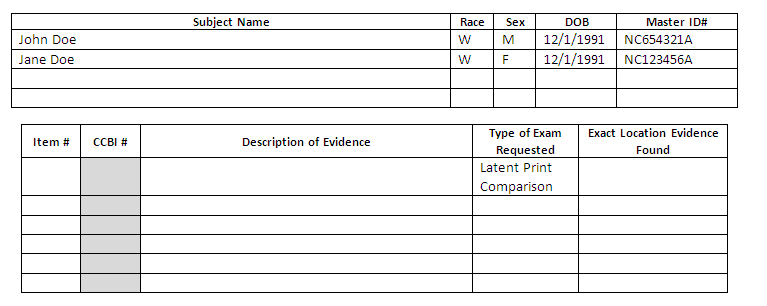 Subject Name Race Sex DOB Master ID#
John Doe W M 12/1/1991 NC654321A
Jane Doe W F 12/1/1991 NC123456A
Item # CCBI # Description of Evidence Type of Exam Requested Exact Location Evidence Found
Latent Print
Comparison